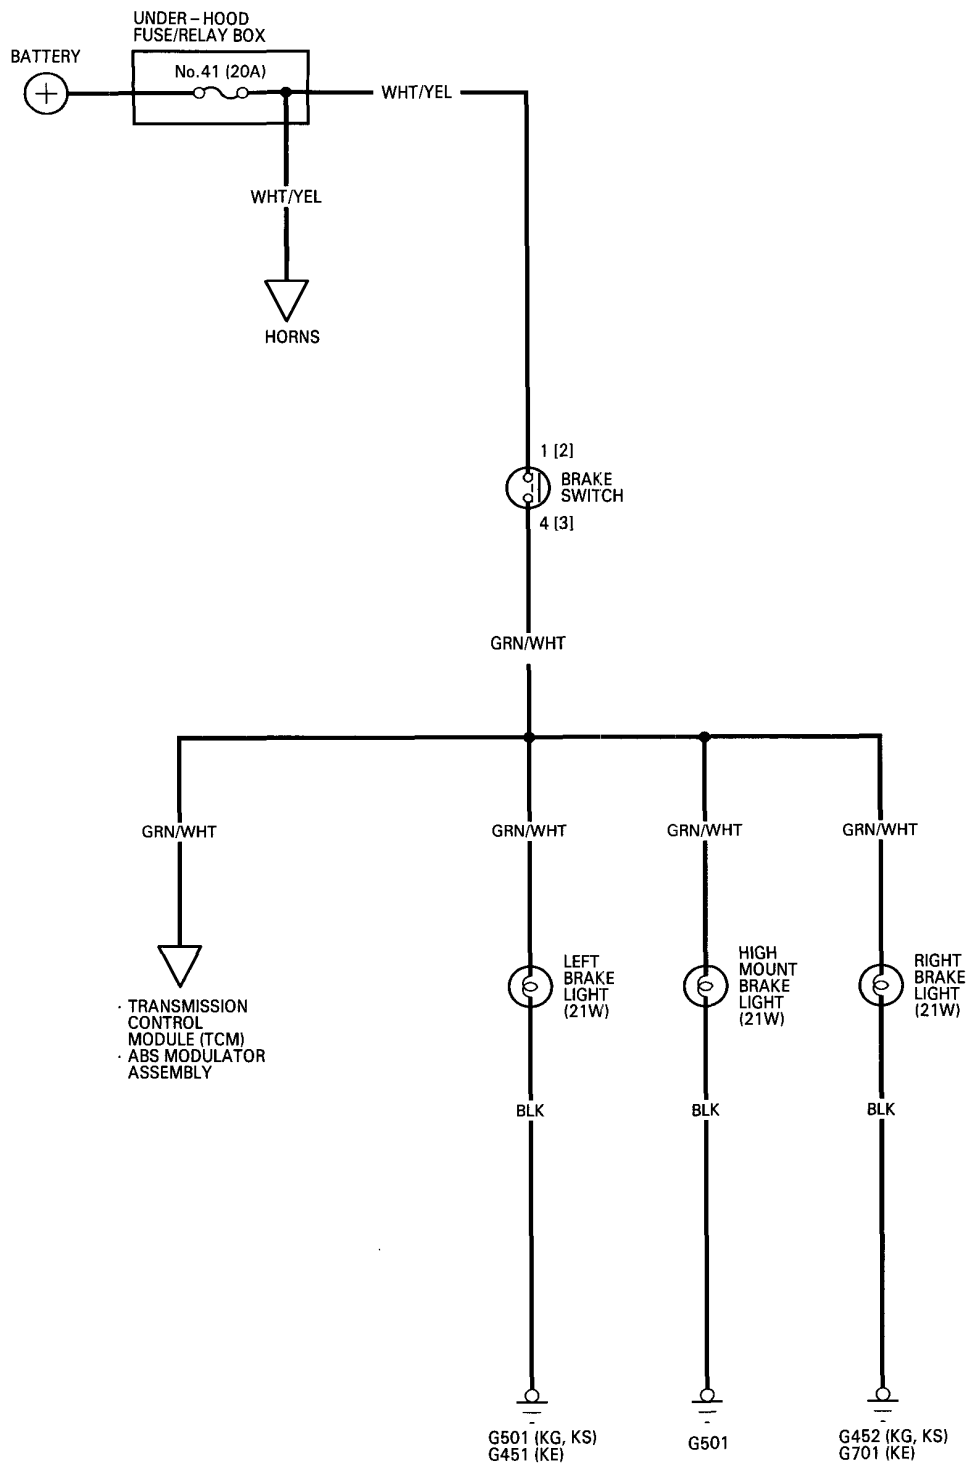 UNDER-HOOD
FUSE/RELAY BOX
BATTERY
+
No.41 (20A)
WHT/YEL
WHT/YEL
HORNS
1 [2]
BRAKE
SWITCH
4 [3]
GRN/WHT
GRN/WHT
GRN/WHT
GRN/WHT
GRN/WHT
· TRANSMISSION
CONTROL
MODULE (TCM)
· ABS MODULATOR
ASSEMBLY
LEFT
BRAKE
LIGHT
(21W)
HIGH
MOUNT
BRAKE
LIGHT
(21W)
RIGHT
BRAKE
LIGHT
(21W)
BLK
BLK
BLK
G501 (KG, KS)
G451 (KE)
G501
G452 (KG, KS)
G701 (KE)